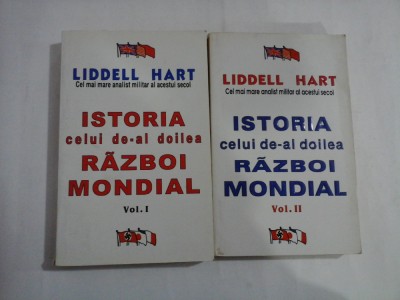 LIDDELL HART
Cel mai mare analist militar al acestui secol
ISTORIA
celui de-al doilea
RĂZBOI
MONDIAL
Vol. I
LIDDELL HART
Cel mai mare analist militar al acestui secol
ISTORIA
celui de-al doilea
RĂZBOI
MONDIAL
Vol. II